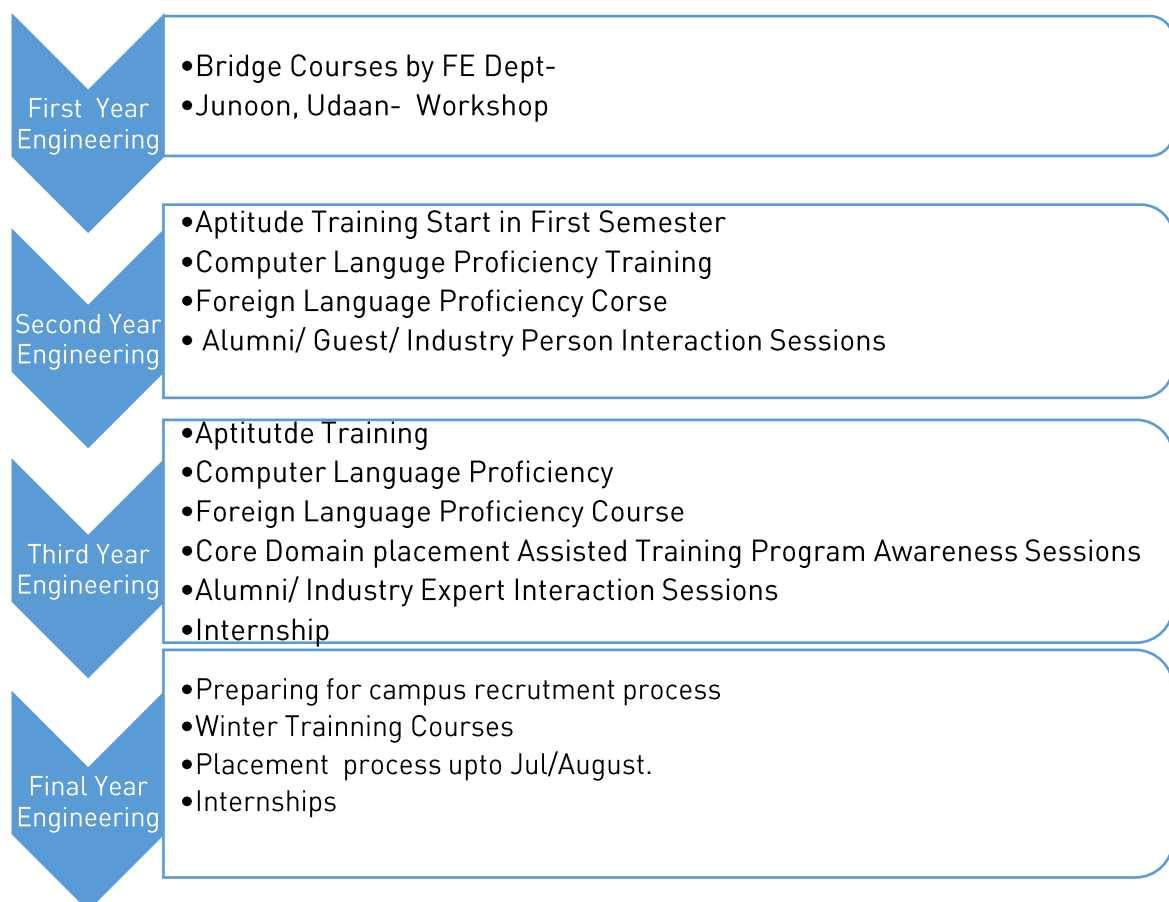 First Year
Engineering
•Bridge Courses by FE Dept-
•Junoon, Udaan- Workshop
Second Year
Engineering
•Aptitude Training Start in First Semester
•Computer Languge Proficiency Training
•Foreign Language Proficiency Corse
• Alumni/ Guest/ Industry Person Interaction Sessions
Third Year
Engineering
•Aptitutde Training
•Computer Language Proficiency
•Foreign Language Proficiency Course
•Core Domain placement Assisted Training Program Awareness Sessions
•Alumni/ Industry Expert Interaction Sessions
•Internship
Final Year
Engineering
•Preparing for campus recrutment process
•Winter Trainning Courses
•Placement process upto Jul/August.
•Internships